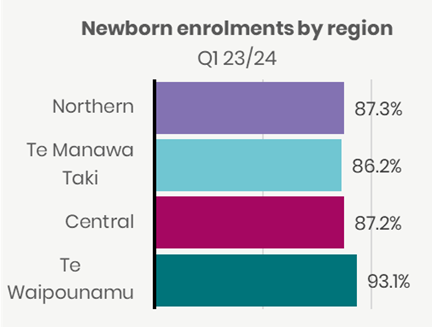 Newborn enrolments by region
Q1 23/24
Northern
87.3%
Te Manawa
Taki
86.2%
Central
87.2%
Te
Waipounamu
93.1%